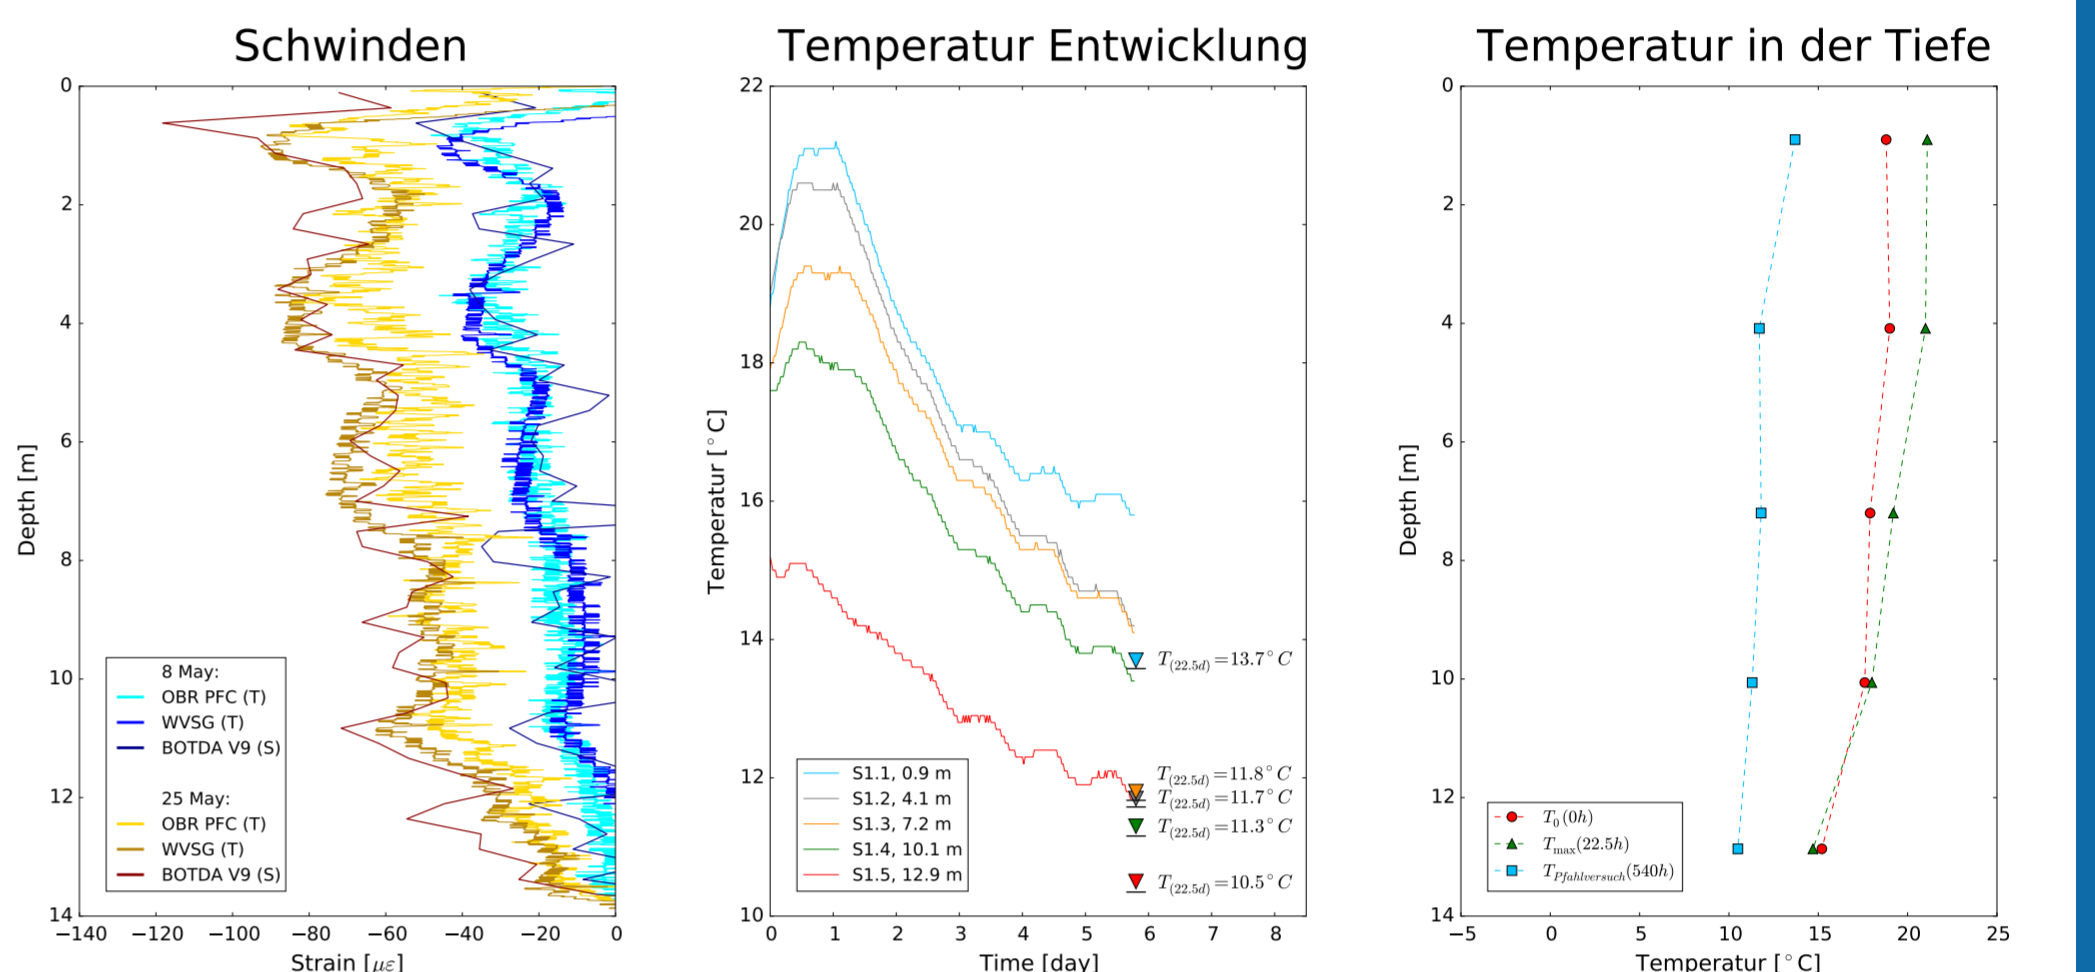 Schwinden
0
2
4
6
8
10
12
14
Depth [m]
8 May:
OBR PFC (T)
WVSG (T)
BOTDA V9 (S)
25 May:
OBR PFC (T)
WVSG (T)
BOTDA V9 (S)
−140 −120 −100 −80 −60 −40 −20 0
Strain [με]
Temperatur Entwicklung
22
20
18
16
14
12
10
Temperatur [°C]
T(22.5d)=13.7°C
T(22.5d)=11.8°C
T(22.5d)=11.7°C
T(22.5d)=11.3°C
T(22.5d)=10.5°C
S1.1, 0.9 m
S1.2, 4.1 m
S1.3, 7.2 m
S1.4, 10.1 m
S1.5, 12.9 m
0 1 2 3 4 5 6 7 8
Time [day]
Temperatur in der Tiefe
0
2
4
6
8
10
12
14
Depth [m]
T0(0h)
Tmax(22.5h)
TPfahlversuch(540h)
−5 0 5 10 15 20 25
Temperatur [°C]